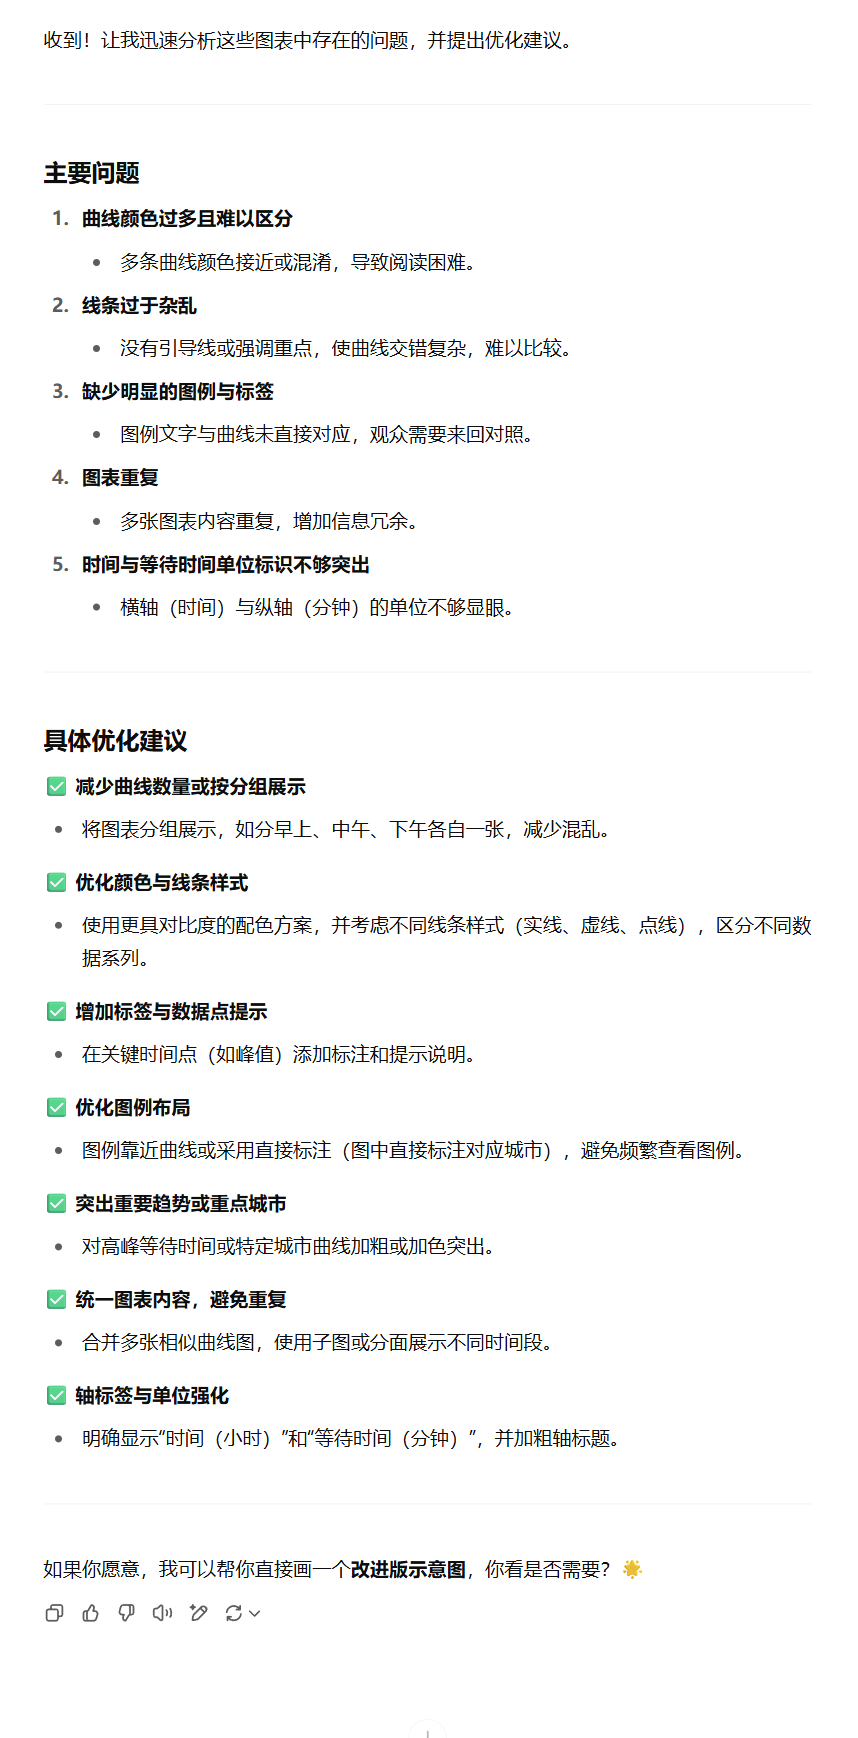 收到！让我迅速分析这些图表中存在的问题，并提出优化建议。
主要问题
1. 曲线颜色过多且难以区分
• 多条曲线颜色接近或混淆，导致阅读困难。
2. 线条过于杂乱
• 没有引导线或强调重点，使曲线交错复杂，难以比较。
3. 缺少明显的图例与标签
• 图例文字与曲线未直接对应，观众需要来回对照。
4. 图表重复
• 多张图表内容重复，增加信息冗余。
5. 时间与等待时间单位标识不够突出
• 横轴（时间）与纵轴（分钟）的单位不够显眼。
具体优化建议
✅ 减少曲线数量或按分组展示
• 将图表分组展示，如分早上、中午、下午各自一张，减少混乱。
✅ 优化颜色与线条样式
• 使用更具对比度的配色方案，并考虑不同线条样式（实线、虚线、点线），区分不同数
据系列。
✅ 增加标签与数据点提示
• 在关键时间点（如峰值）添加标注和提示说明。
✅ 优化图例布局
• 图例靠近曲线或采用直接标注（图中直接标注对应城市），避免频繁查看图例。
✅ 突出重要趋势或重点城市
• 对高峰等待时间或特定城市曲线加粗或加色突出。
✅ 统一图表内容，避免重复
• 合并多张相似曲线图，使用子图或分面展示不同时间段。
✅ 轴标签与单位强化
• 明确显示“时间（小时）”和“等待时间（分钟）”，并加粗轴标题。
如果你愿意，我可以帮你直接画一个改进版示意图，你看是否需要？🌟